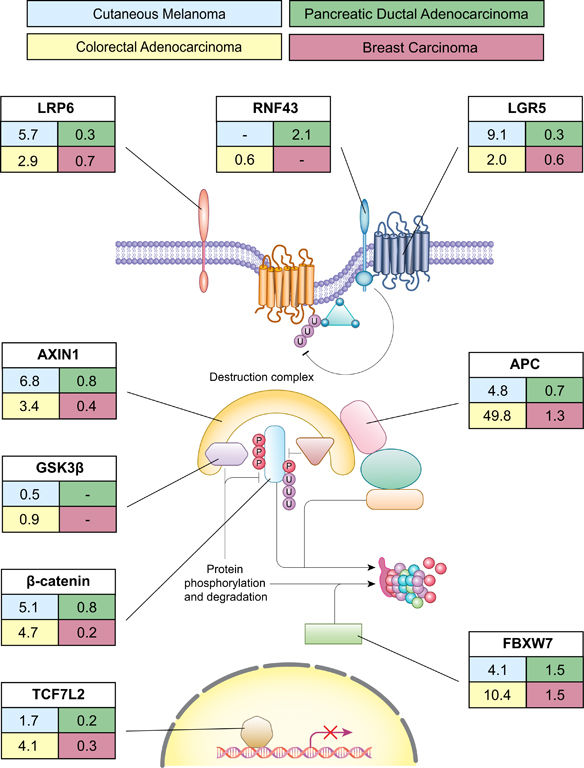 Cutaneous Melanoma
Pancreatic Ductal Adenocarcinoma
Colorectal Adenocarcinoma
Breast Carcinoma
LRP6
5.7 0.3
2.9 0.7
RNF43
- 2.1
0.6 -
LGR5
9.1 0.3
2.0 0.6
U
U
U
AXIN1
6.8 0.8
3.4 0.4
Destruction complex
APC
4.8 0.7
49.8 1.3
P
P
P
P
U
U
U
GSK3β
0.5 -
0.9 -
β-catenin
5.1 0.8
4.7 0.2
Protein
phosphorylation
and degradation
FBXW7
4.1 1.5
10.4 1.5
TCF7L2
1.7 0.2
4.1 0.3